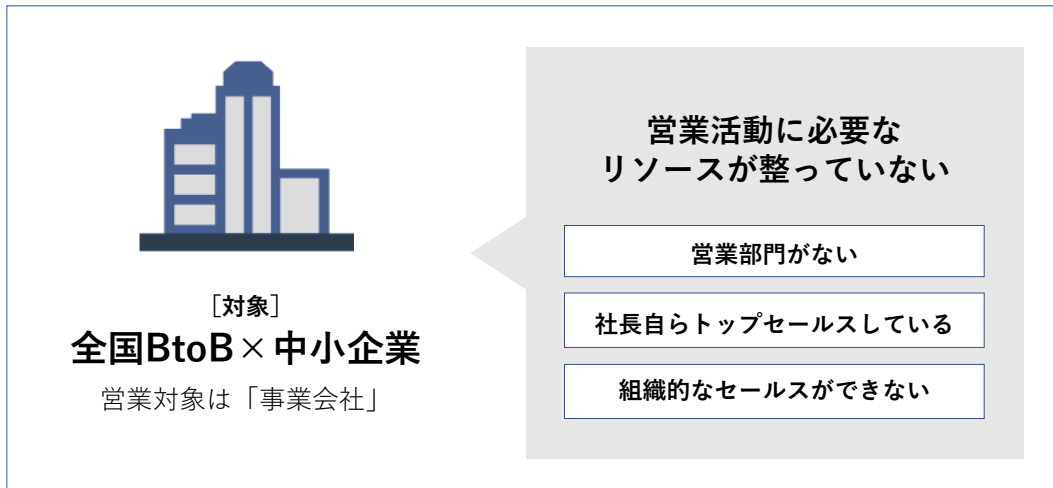 ［対象］
全国BtoB×中小企業
営業対象は「事業会社」
営業活動に必要な
リソースが整っていない
営業部門がない
社長自らトップセールスしている
組織的なセールスができない